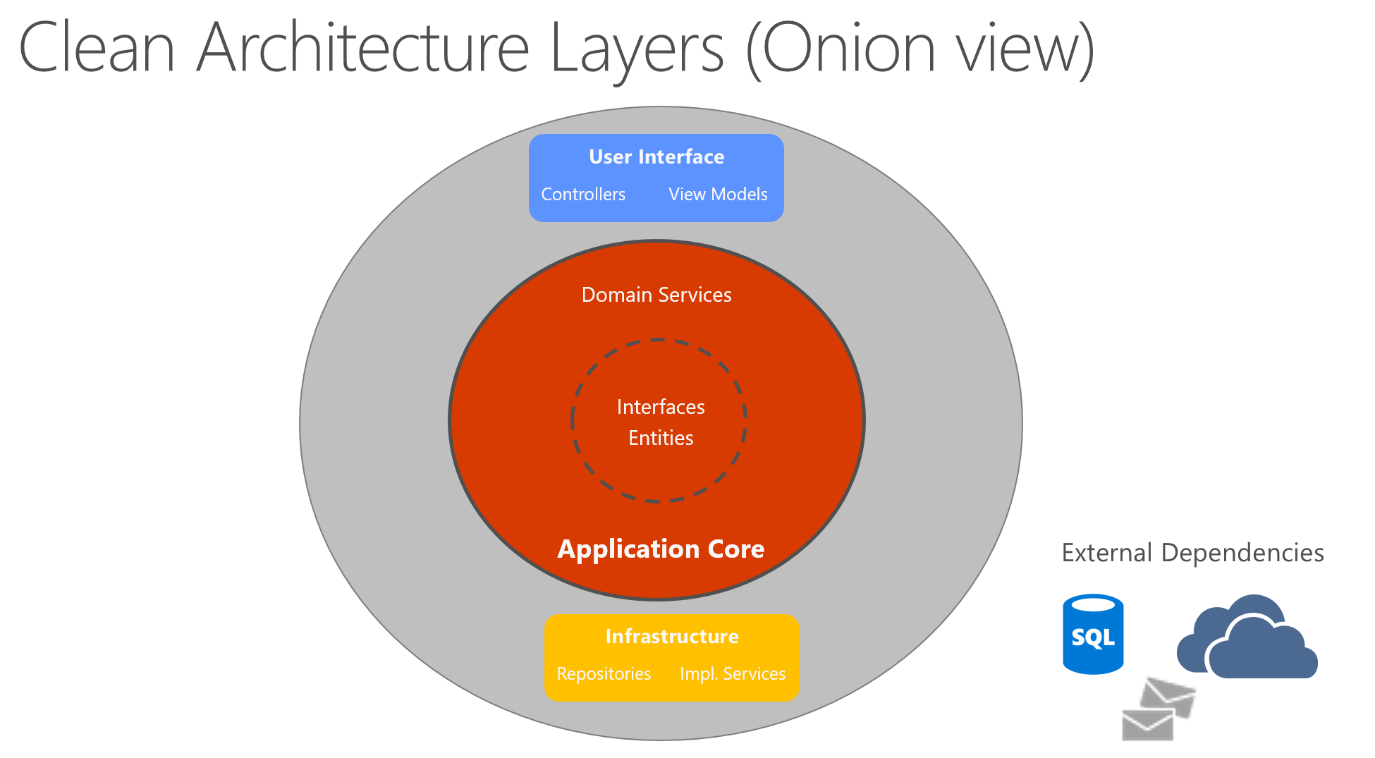 Clean Architecture Layers (Onion view)
User Interface
Controllers View Models
Domain Services
Interfaces
Entities
Application Core
Infrastructure
Repositories Impl. Services
External Dependencies
SQL